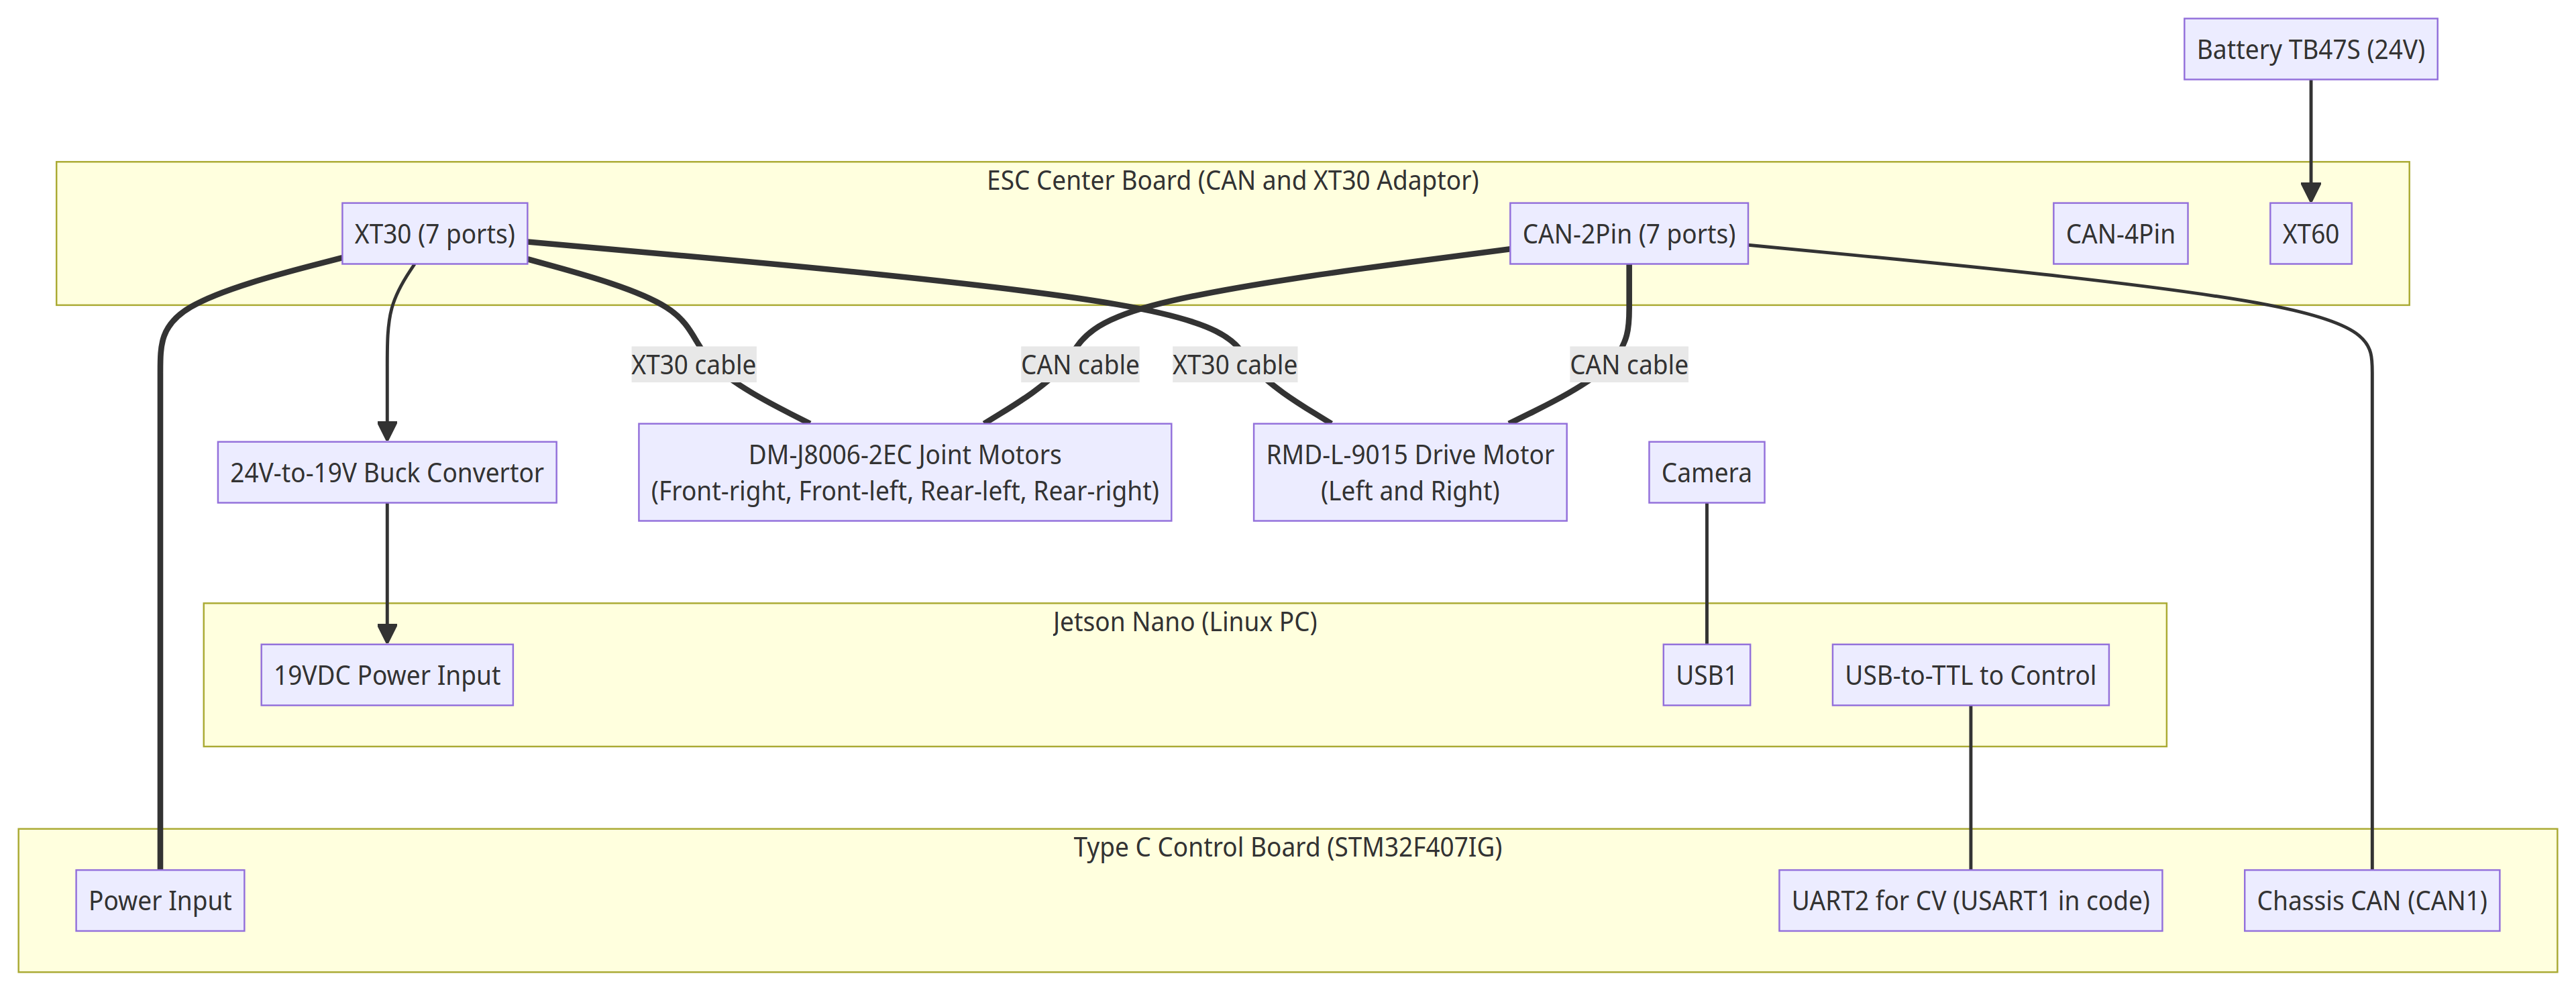 Battery TB47S (24V)
ESC Center Board (CAN and XT30 Adaptor)
XT30 (7 ports)
CAN-2Pin (7 ports)
CAN-4Pin
XT60
XT30 cable
CAN cable
XT30 cable
CAN cable
24V-to-19V Buck Convertor
DM-J8006-2EC Joint Motors
(Front-right, Front-left, Rear-left, Rear-right)
RMD-L-9015 Drive Motor
(Left and Right)
Camera
Jetson Nano (Linux PC)
19VDC Power Input
USB1
USB-to-TTL to Control
Type C Control Board (STM32F407IG)
Power Input
UART2 for CV (USART1 in code)
Chassis CAN (CAN1)